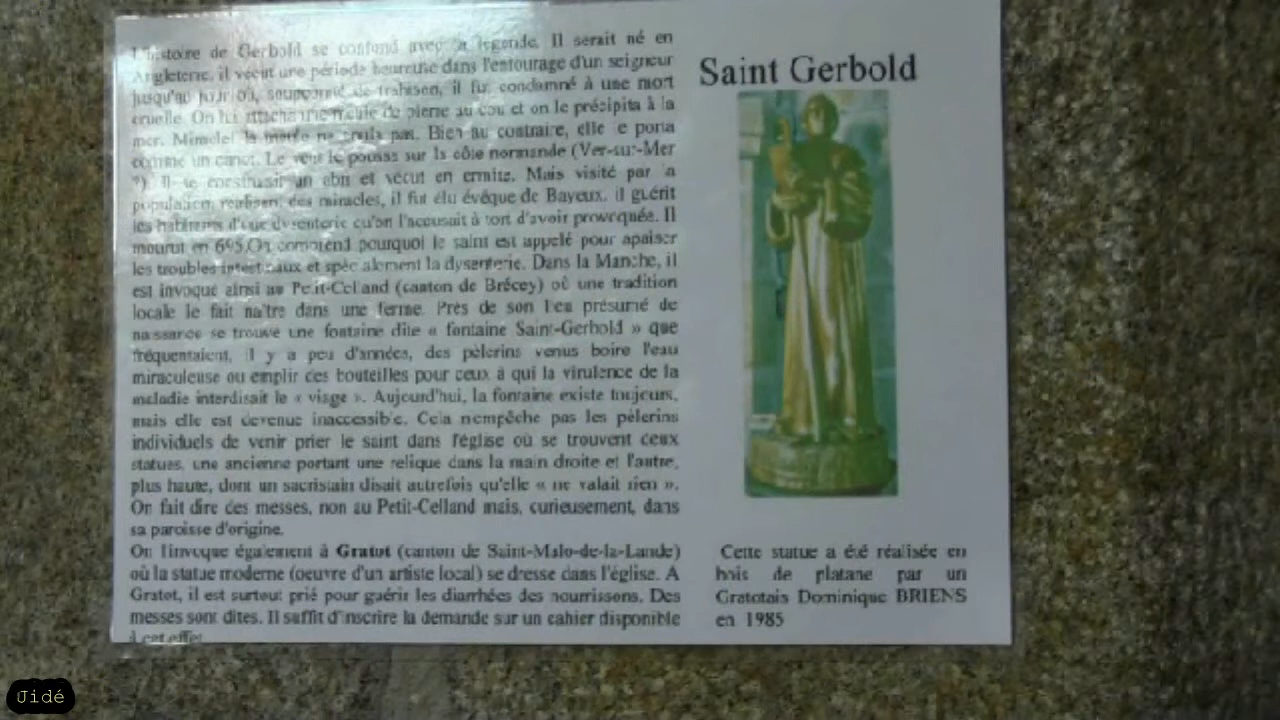 L'histoire de Gerbold se confond avec la légende. Il serait né en
Angleterre, il vécut une période heureuse dans l'entourage d'un seigneur
jusqu'au jour où, soupçonné de trahison, il fut condamné à une mort
cruelle. On lui attacha une meule de pierre au cou et on le précipita à la
mer. Miracle! la meule ne coula pas. Bien au contraire, elle le porta
comme un canot. Le vent le poussa sur la côte normande (Ver-sur-Mer
?). Il se construisit un abri et vécut en ermite. Mais visité par la
population, réalisant des miracles, il fut élu évêque de Bayeux, il guérit
les habitants d'une dysenterie qu'on l'accusait à tort d'avoir provoquée. Il
mourut en 695.On comprend pourquoi le saint est appelé pour apaiser
les troubles intestinaux et spécialement la dysenterie. Dans la Manche, il
est invoqué ainsi au Petit-Celland (canton de Brécey) où une tradition
locale le fait naître dans une ferme. Près de son lieu présumé de
naissance se trouve une fontaine dite « fontaine Saint-Gerbold » que
fréquentaient, il y a peu d'années, des pèlerins venus boire l'eau
miraculeuse ou emplir des bouteilles pour ceux à qui la virulence de la
maladie interdisait le « viage ». Aujourd'hui, la fontaine existe toujours,
mais elle est devenue inaccessible. Cela n'empêche pas les pèlerins
individuels de venir prier le saint dans l'église où se trouvent deux
statues, une ancienne portant une relique dans la main droite et l'autre,
plus haute, dont un sacristain disait autrefois qu'elle « ne valait rien ».
On fait dire des messes, non au Petit-Celland mais, curieusement, dans
sa paroisse d'origine.
On l'invoque également à Gratot (canton de Saint-Malo-de-la-Lande)
où la statue moderne (oeuvre d'un artiste local) se dresse dans l'église. A
Gratot, il est surtout prié pour guérir les diarrhées des nourrissons. Des
messes sont dites. Il suffit d'inscrire la demande sur un cahier disponible
à cet effet
Saint Gerbold
Cette statue a été réalisée en
bois de platane par un
Gratotais Dominique BRIENS
en 1985
Jidé